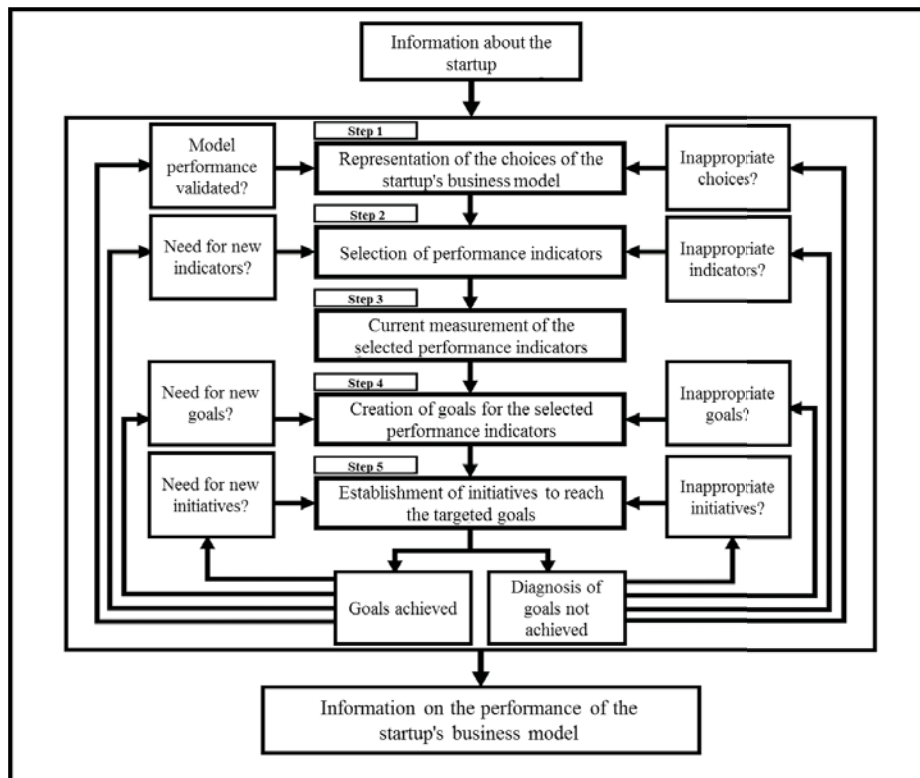 Information about the
startup
Step 1
Model
performance
validated?
Representation of the choices of the
startup's business model
Inappropriate
choices?
Step 2
Need for new
indicators?
Selection of performance indicators
Inappropriate
indicators?
Step 3
Current measurement of the
selected performance indicators
Step 4
Need for new
goals?
Creation of goals for the selected
performance indicators
Inappropriate
goals?
Step 5
Need for new
initiatives?
Establishment of initiatives to reach
the targeted goals
Inappropriate
initiatives?
Goals achieved
Diagnosis of
goals not
achieved
Information on the performance of the
startup's business model